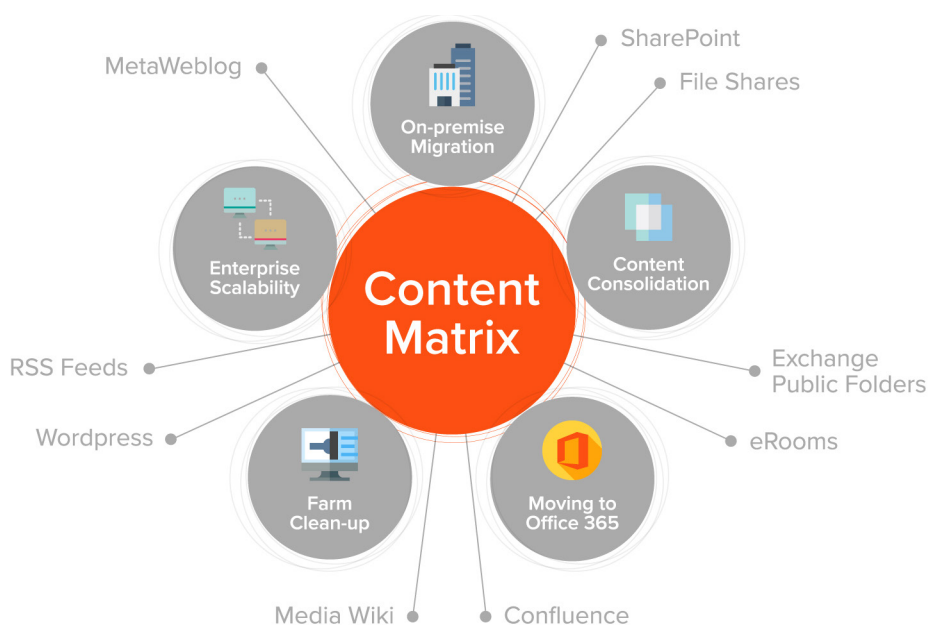 MetaWeblog
SharePoint
File Shares
On-premise
Migration
Enterprise
Scalability
Content
Consolidation
Content
Matrix
RSS Feeds
Wordpress
Exchange
Public Folders
eRooms
Farm
Clean-up
Moving to
Office 365
Media Wiki
Confluence